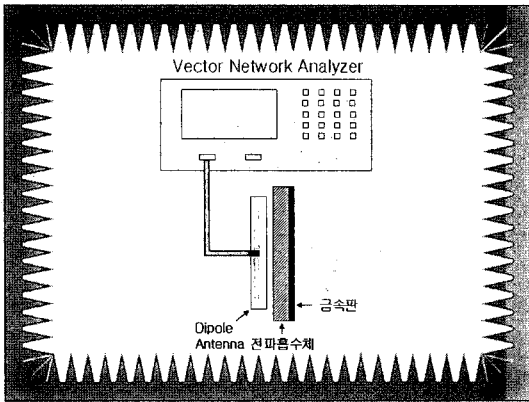 Vector Network Analyzer
금속판
Dipole
Antenna 전파흡수체